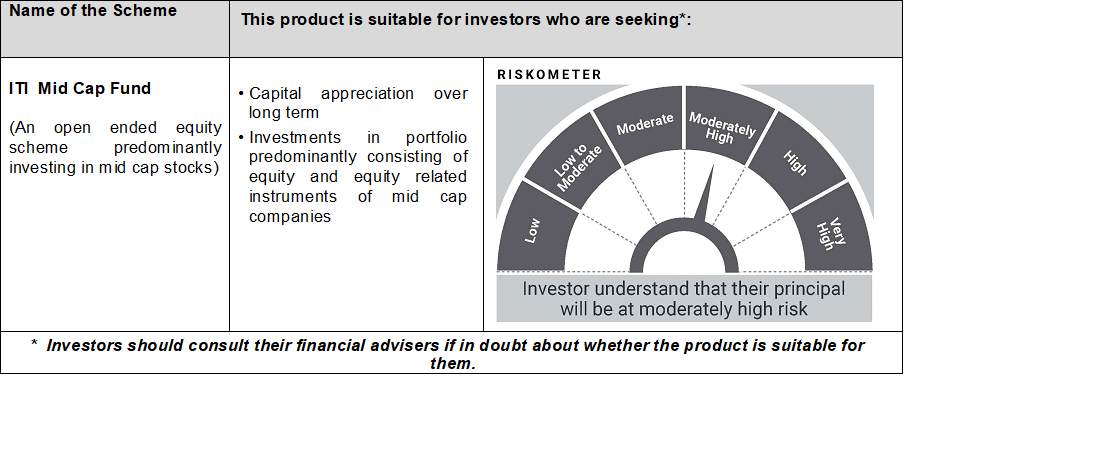 Name of the Scheme
This product is suitable for investors who are seeking*:
ITI Mid Cap Fund
(An open ended equity
scheme predominantly
investing in mid cap stocks)
• Capital appreciation over
long term
• Investments in portfolio
predominantly consisting of
equity and equity related
instruments of mid cap
companies
RISKOMETER
Low
Low to
Moderate
Moderate
Moderately
High
High
Very
High
Investor understand that their principal
will be at moderately high risk
* Investors should consult their financial advisers if in doubt about whether the product is suitable for
them.